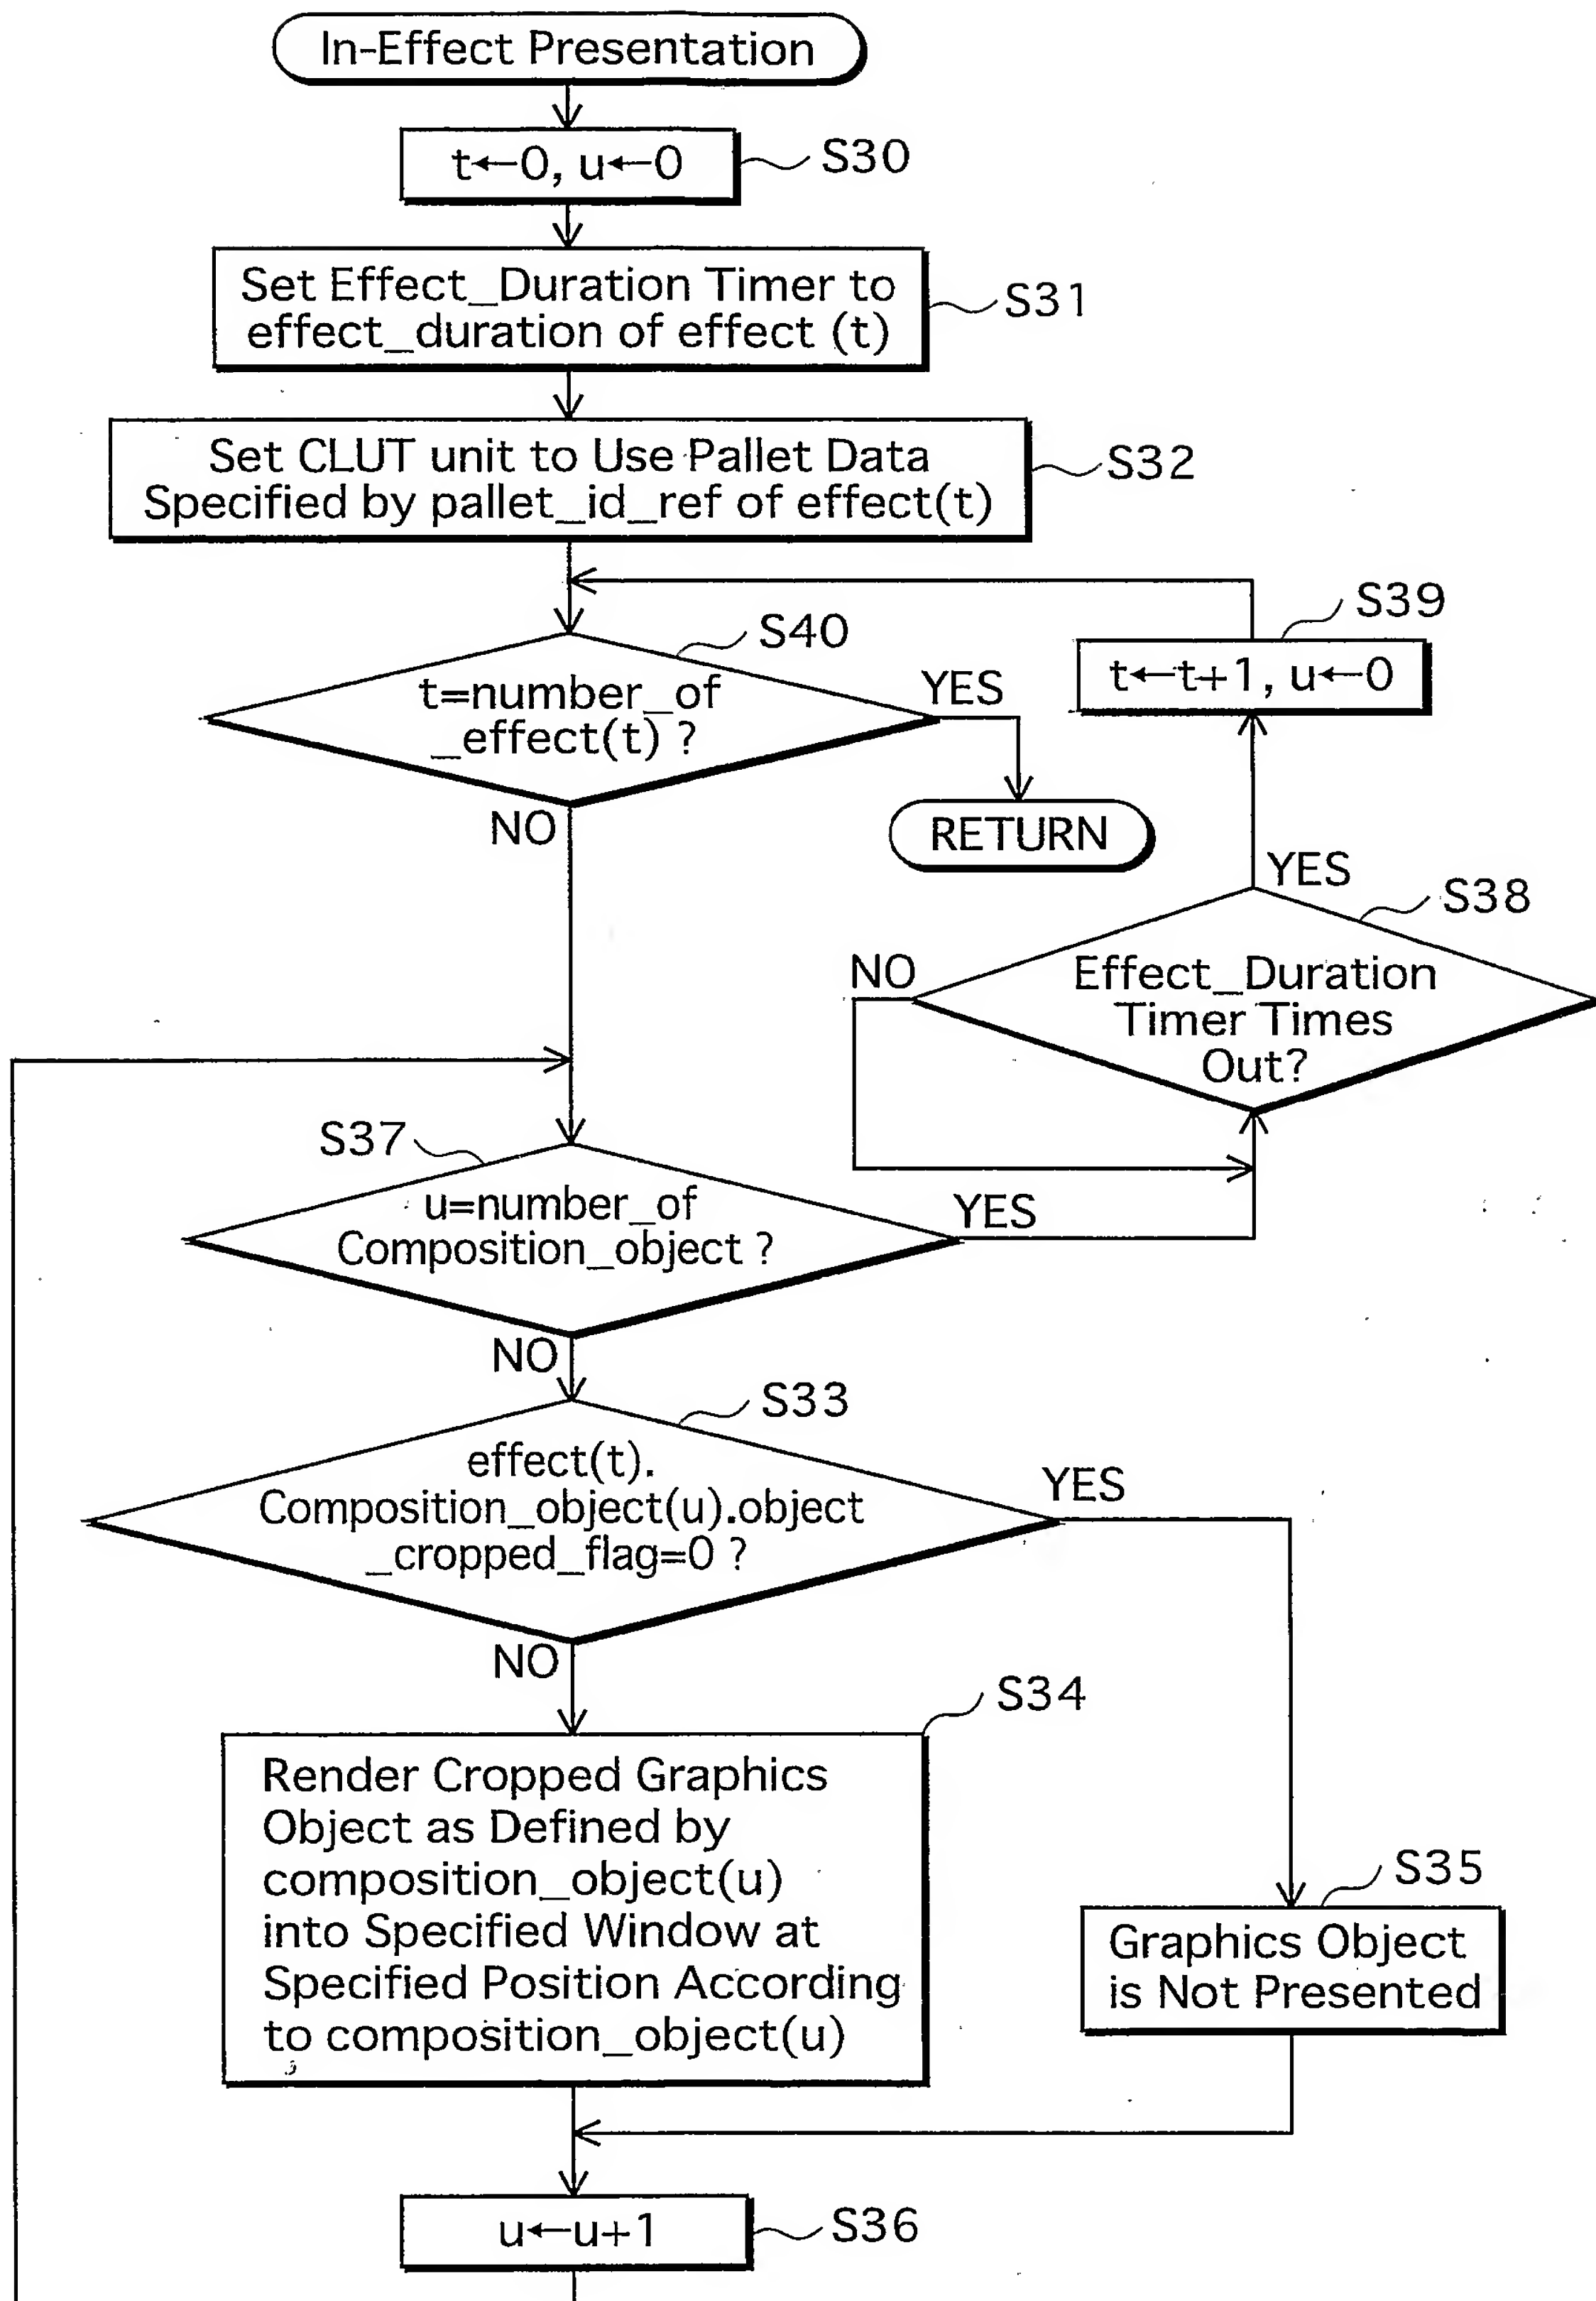 In-Effect Presentation
t←0, u←0
S30
Set Effect_Duration Timer to
effect_duration of effect (t)
S31
Set CLUT unit to Use Pallet Data
Specified by pallet_id_ref of effect(t)
S32
S39
t←t+1, u←0
S40
t=number_of
_effect(t) ?
YES
NO
RETURN
YES
S38
NO
Effect_Duration
Timer Times
Out?
S37
u=number_of
Composition_object ?
YES
NO
S33
effect(t).
Composition_object(u).object
_cropped_flag=0 ?
YES
NO
S34
Render Cropped Graphics
Object as Defined by
composition_object(u)
into Specified Window at
Specified Position According
to composition_object(u)
S35
Graphics Object
is Not Presented
u←u+1
S36